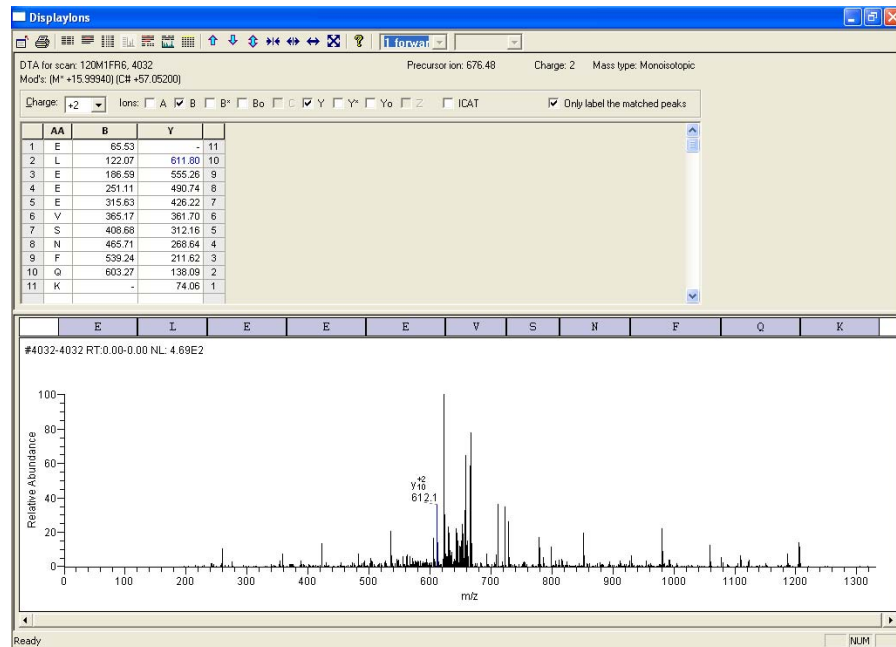 DisplayIons
1 forwar
DTA for scan: 120M1FR6, 4032 Precursor ion: 676.48 Charge: 2 Mass type: Monoisotopic
Mod's: (M* +15.99940) (C# +57.05200)
Charge: +2 Ions: A B B* Bo C Y Y* Yo Z ICAT Only label the matched peaks
AA B Y
1 E 65.53 - 11
2 L 122.07 611.80 10
3 E 186.59 555.26 9
4 E 251.11 490.74 8
5 E 315.63 426.22 7
6 V 365.17 361.70 6
7 S 408.68 312.16 5
8 N 465.71 268.64 4
9 F 539.24 211.62 3
10 Q 603.27 138.09 2
11 K - 74.06 1
E L E E E V S N F Q K
#4032-4032 RT:0.00-0.00 NL: 4.69E2
100
80
60
40
20
0
Relative Abundance
y +2 10
612.1
0 100 200 300 400 500 600 700 800 900 1000 1100 1200 1300
m/z
Ready NUM